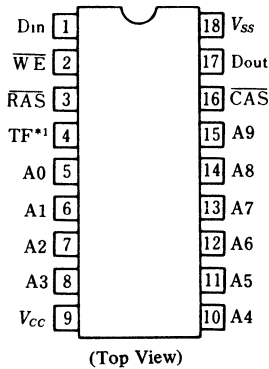 Din 1 18 Vss
WE 2 17 Dout
RAS 3 16 CAS
TF*1 4 15 A9
A0 5 14 A8
A1 6 13 A7
A2 7 12 A6
A3 8 11 A5
Vcc 9 10 A4
(Top View)